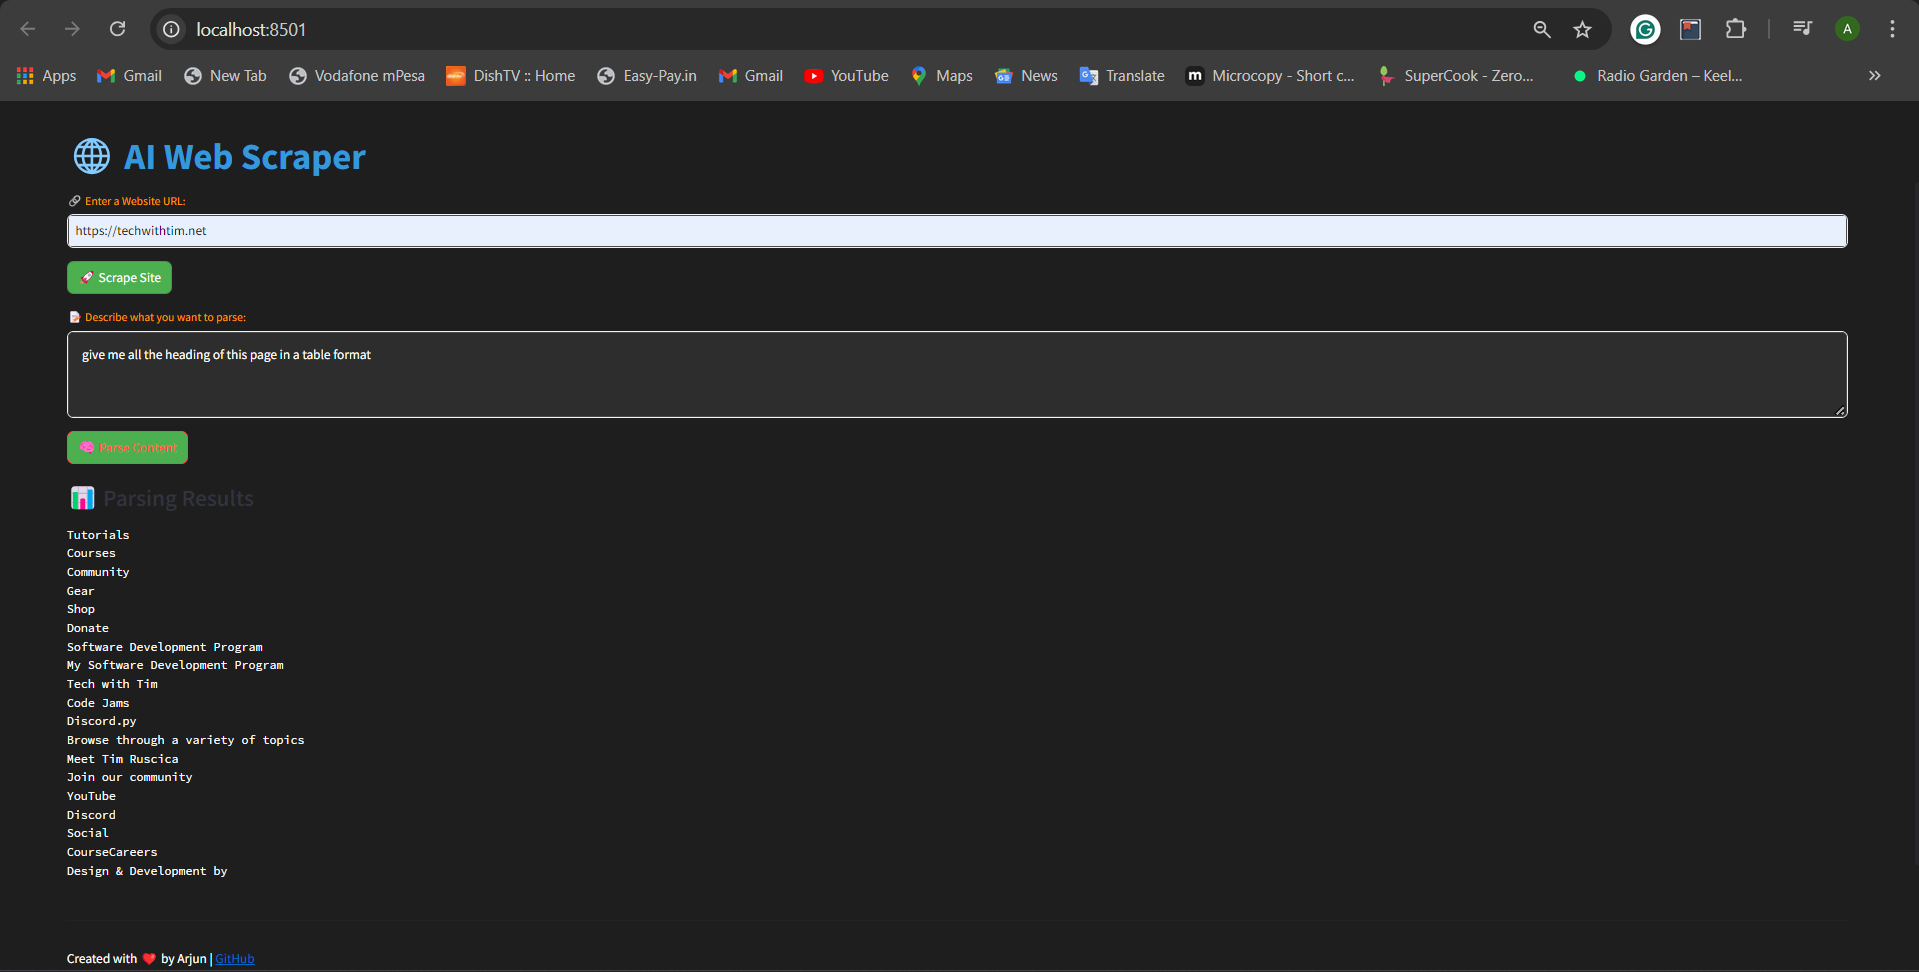 localhost:8501
A
Apps Gmail New Tab Vodafone mPesa DishTV :: Home Easy-Pay.in Gmail YouTube Maps News Translate m Microcopy - Short c... SuperCook - Zero... Radio Garden – Keel... »
AI Web Scraper
Enter a Website URL:
https://techwithtim.net
Scrape Site
Describe what you want to parse:
give me all the heading of this page in a table format
Parse Content
Parsing Results
Tutorials
Courses
Community
Gear
Shop
Donate
Software Development Program
My Software Development Program
Tech with Tim
Code Jams
Discord.py
Browse through a variety of topics
Meet Tim Ruscica
Join our community
YouTube
Discord
Social
CourseCareers
Design & Development by
Created with ❤️ by Arjun | GitHub